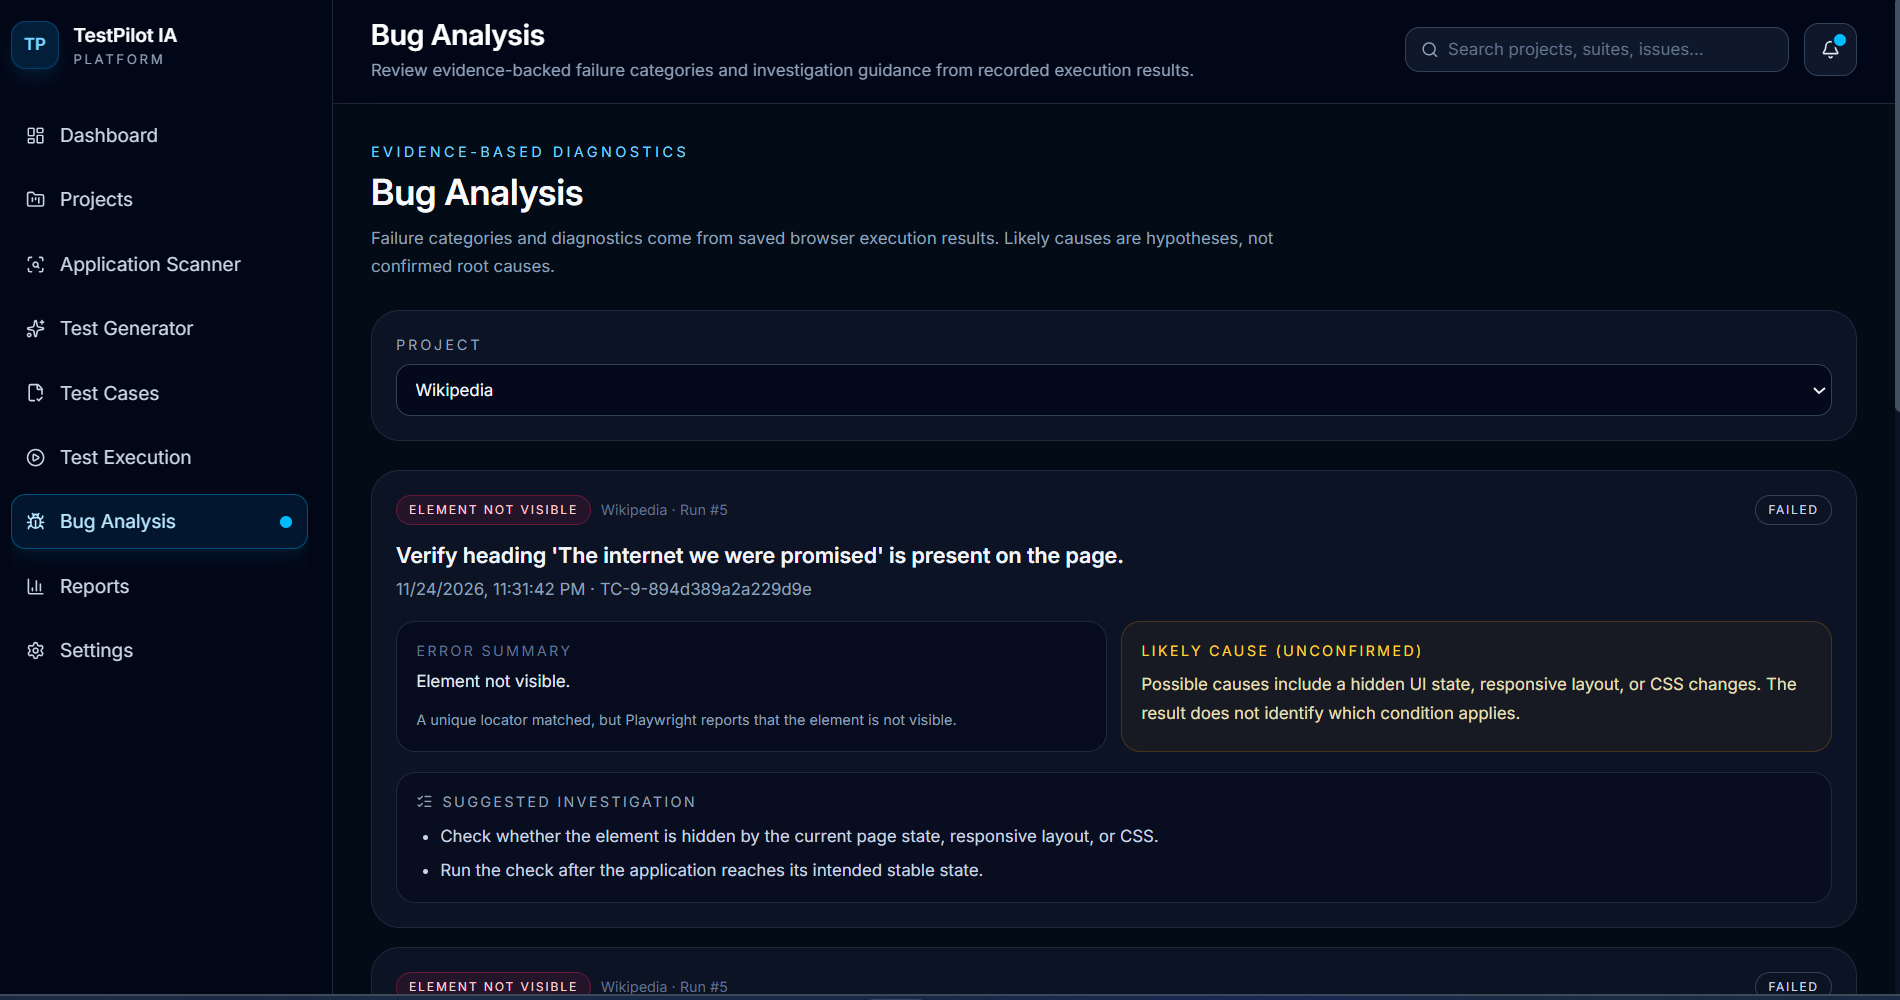 TP
TestPilot IA
PLATFORM
Dashboard
Projects
Application Scanner
Test Generator
Test Cases
Test Execution
Bug Analysis
Reports
Settings
Bug Analysis
Review evidence-backed failure categories and investigation guidance from recorded execution results.
Search projects, suites, issues...
EVIDENCE-BASED DIAGNOSTICS
Bug Analysis
Failure categories and diagnostics come from saved browser execution results. Likely causes are hypotheses, not
confirmed root causes.
PROJECT
Wikipedia
ELEMENT NOT VISIBLE
Wikipedia · Run #5
FAILED
Verify heading 'The internet we were promised' is present on the page.
11/24/2026, 11:31:42 PM · TC-9-894d389a2a229d9e
ERROR SUMMARY
Element not visible.
A unique locator matched, but Playwright reports that the element is not visible.
LIKELY CAUSE (UNCONFIRMED)
Possible causes include a hidden UI state, responsive layout, or CSS changes. The
result does not identify which condition applies.
SUGGESTED INVESTIGATION
• Check whether the element is hidden by the current page state, responsive layout, or CSS.
• Run the check after the application reaches its intended stable state.
ELEMENT NOT VISIBLE
Wikipedia · Run #5
FAILED